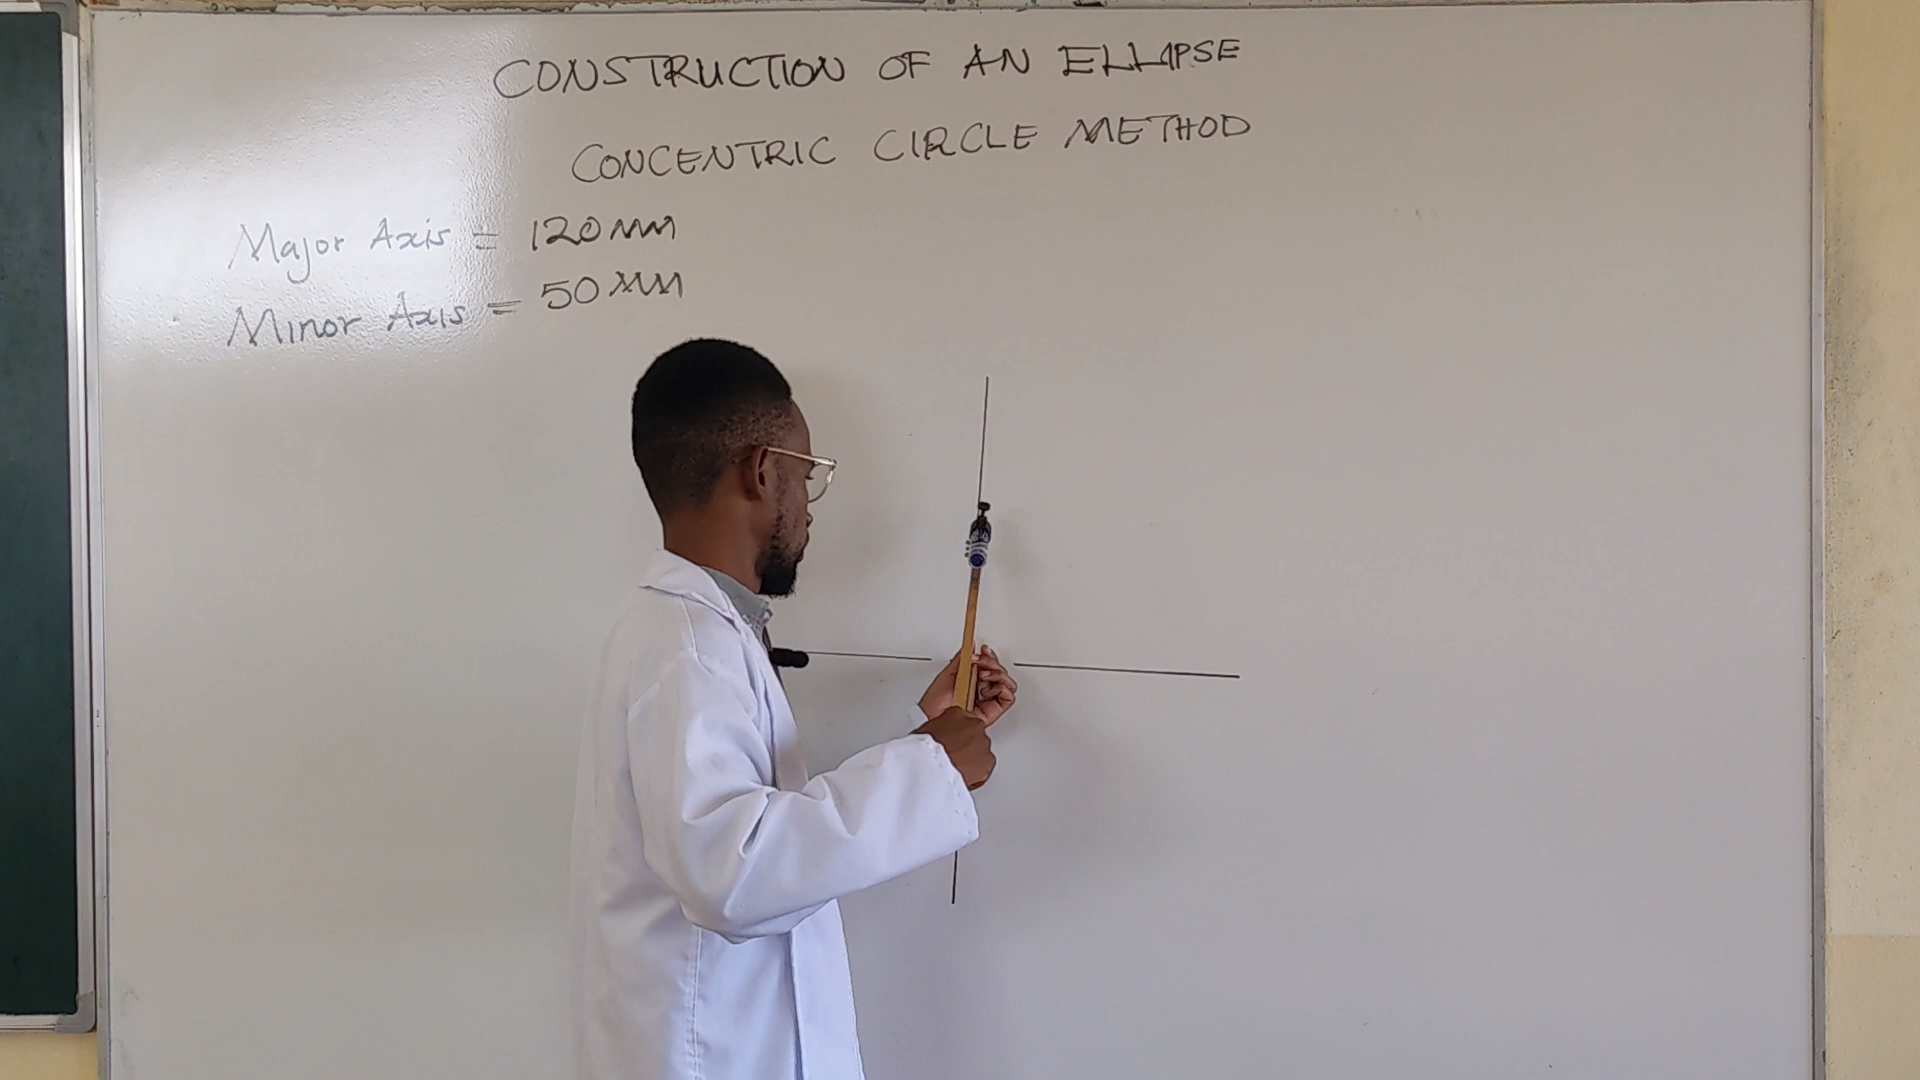 CONSTRUCTION OF AN ELLIPSE
CONCENTRIC CIRCLE METHOD
Major Axis = 120MM
Minor Axis = 50MM